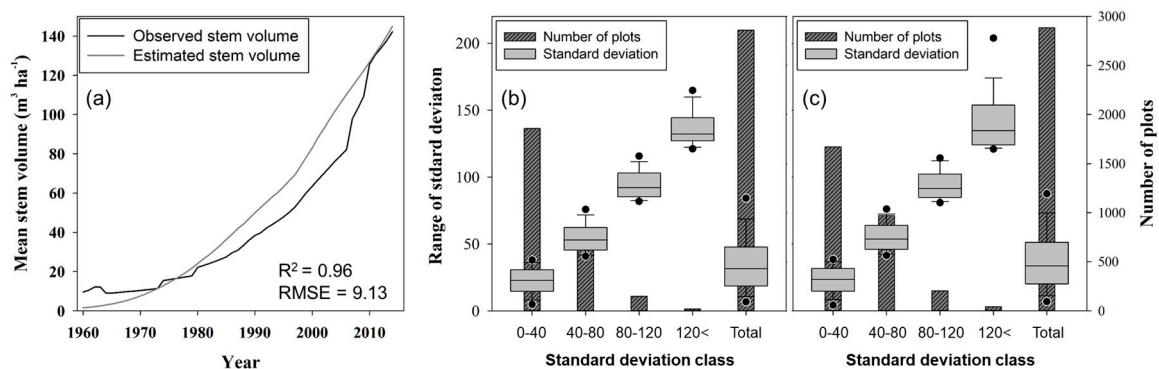 Observed stem volume
Estimated stem volume
(a)
R² = 0.96
RMSE = 9.13
Mean stem volume (m³ ha⁻¹)
0
20
40
60
80
100
120
140
1960
1970
1980
1990
2000
2010
Year
Number of plots
Standard deviation
(b)
Range of stdard deviaton
0
50
100
150
200
0-40
40-80
80-120
120<
Total
Standard deviation class
Number of plots
Standard deviation
(c)
0-40
40-80
80-120
120<
Total
Standard deviation class
0
500
1000
1500
2000
2500
3000
Number of plots